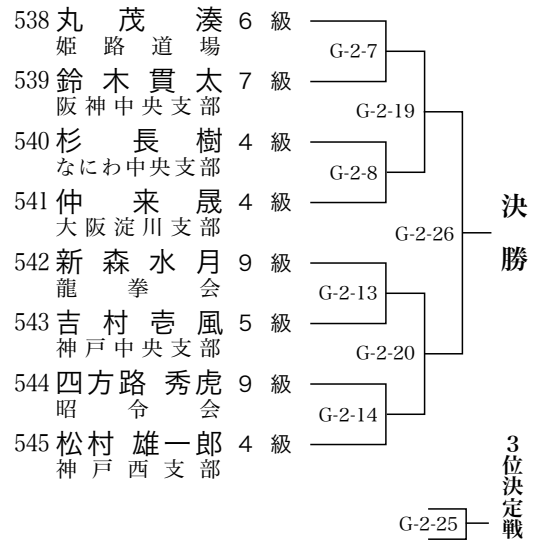 538 丸茂湊 6 級
姫路道場
G-2-7
539 鈴木貫太 7 級
阪神中央支部
G-2-19
540 杉長樹 4 級
なにわ中央支部
G-2-8
541 仲来晟 4 級
大阪淀川支部
G-2-26
決勝
542 新森水月 9 級
龍拳会
G-2-13
543 吉村壱風 5 級
神戸中央支部
G-2-20
544 四方路 秀虎 9 級
昭令会
G-2-14
545 松村 雄一郎 4 級
神戸西支部
3位決定戦
G-2-25